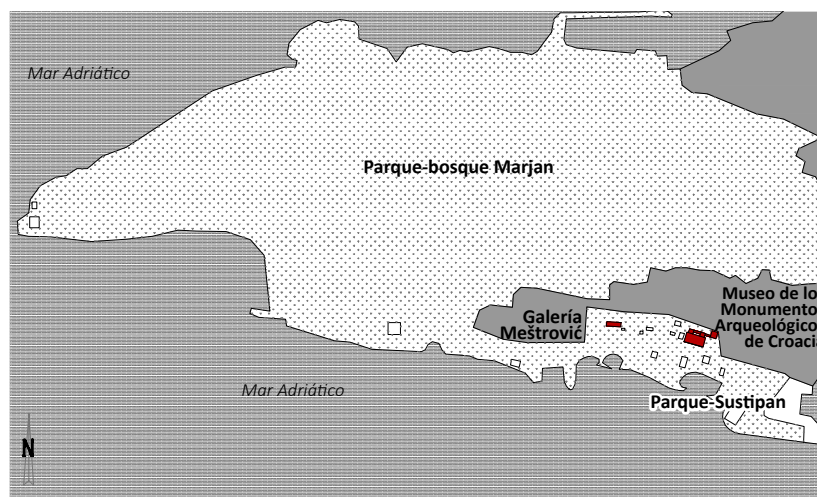 Mar Adriático
Parque-bosque Marjan
Galería
Meštrović
Museo de lo
Monumento
Arqueológico
de Croaci
Parque-Sustipan
Mar Adriático
N